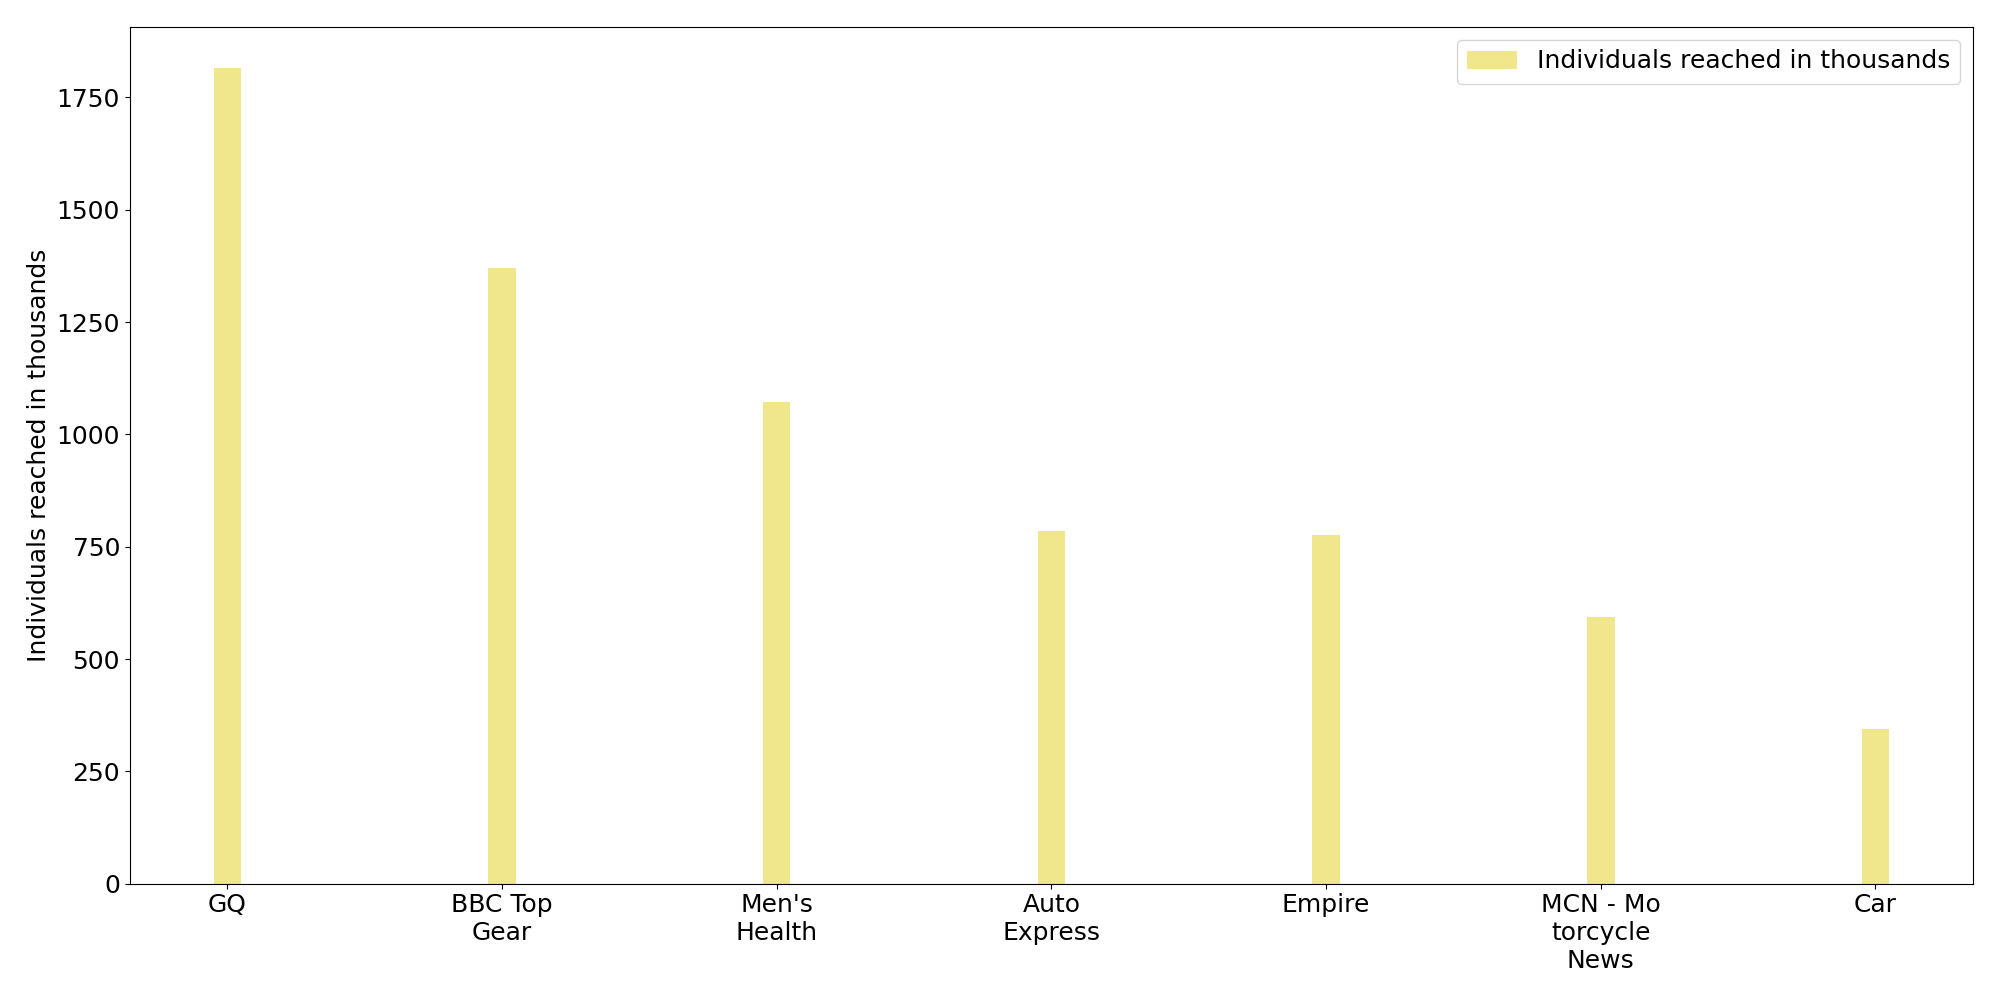 Individuals reached in thousands
1750
1500
1250
1000
750
500
250
0
Individuals reached in thousands
GQ
BBC Top
Gear
Men's
Health
Auto
Express
Empire
MCN - Mo
torcycle
News
Car